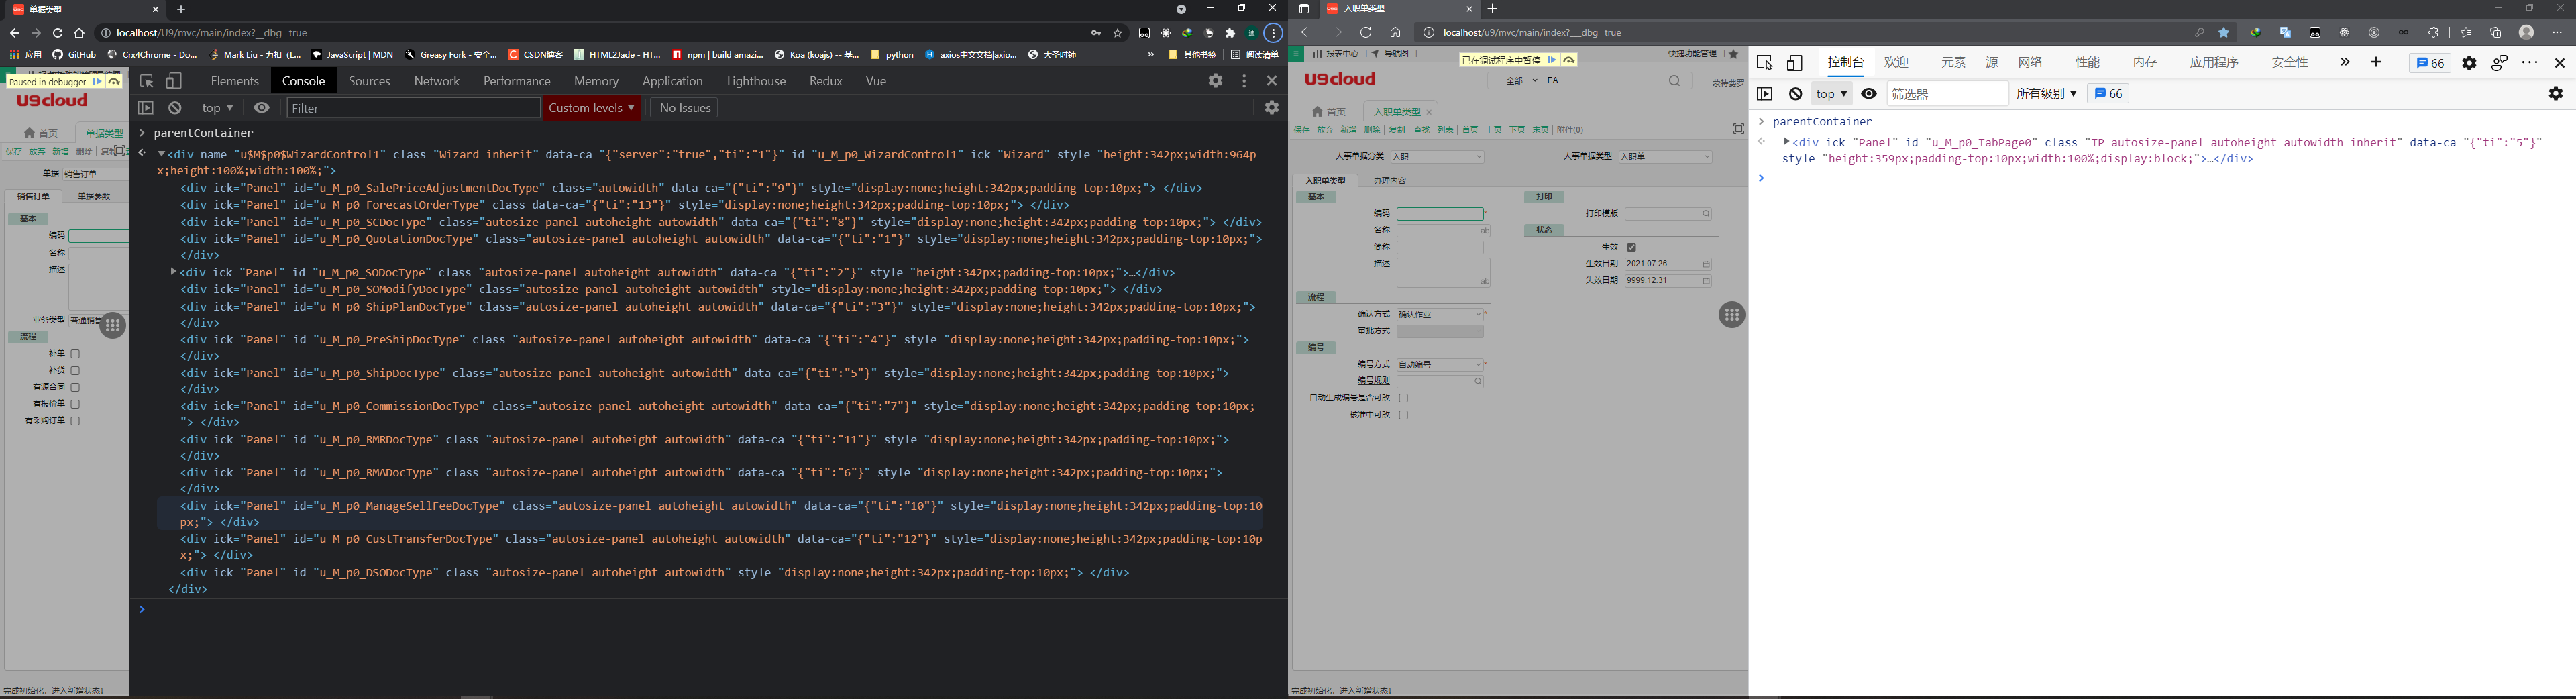 单据类型
localhost/U9/mvc/main/index?__dbg=true
应用 GitHub Crx4Chrome - Do... Mark Liu - 力扣 (L... JavaScript | MDN Greasy Fork - 安全... CSDN博客 HTML2Jade - HT... npm | build amazi... Koa (koajs) -- 基... python axios中文文档|axio... 大圣时钟 » 其他书签 阅读清单
Paused in debugger
U9cloud
首页 单据类型
保存 放弃 新增 删除 复制
单据 销售订单
销售订单 单据参数
基本
编码
名称
描述
业务类型 普通销售
流程
补单
补货
有源合同
有报价单
有采购订单
完成初始化，进入新增状态!
Elements Console Sources Network Performance Memory Application Lighthouse Redux Vue
top Filter Custom levels No Issues
parentContainer
<div name="u$M$p0$WizardControl1" class="Wizard inherit" data-ca="{"server":"true","ti":"1"}" id="u_M_p0_WizardControl1" ick="Wizard" style="height:342px;width:964p
x;height:100%;width:100%;">
<div ick="Panel" id="u_M_p0_SalePriceAdjustmentDocType" class="autowidth" data-ca="{"ti":"9"}" style="display:none;height:342px;padding-top:10px;"> </div>
<div ick="Panel" id="u_M_p0_ForecastOrderType" class data-ca="{"ti":"13"}" style="display:none;height:342px;padding-top:10px;"> </div>
<div ick="Panel" id="u_M_p0_SCDocType" class="autosize-panel autoheight autowidth" data-ca="{"ti":"8"}" style="display:none;height:342px;padding-top:10px;"> </div>
<div ick="Panel" id="u_M_p0_QuotationDocType" class="autosize-panel autoheight autowidth" data-ca="{"ti":"1"}" style="display:none;height:342px;padding-top:10px;">
</div>
<div ick="Panel" id="u_M_p0_SODocType" class="autosize-panel autoheight autowidth" data-ca="{"ti":"2"}" style="height:342px;padding-top:10px;">…</div>
<div ick="Panel" id="u_M_p0_SOModifyDocType" class="autosize-panel autoheight autowidth" style="display:none;height:342px;padding-top:10px;"> </div>
<div ick="Panel" id="u_M_p0_ShipPlanDocType" class="autosize-panel autoheight autowidth" data-ca="{"ti":"3"}" style="display:none;height:342px;padding-top:10px;">
</div>
<div ick="Panel" id="u_M_p0_PreShipDocType" class="autosize-panel autoheight autowidth" data-ca="{"ti":"4"}" style="display:none;height:342px;padding-top:10px;">
</div>
<div ick="Panel" id="u_M_p0_ShipDocType" class="autosize-panel autoheight autowidth" data-ca="{"ti":"5"}" style="display:none;height:342px;padding-top:10px;">
</div>
<div ick="Panel" id="u_M_p0_CommissionDocType" class="autosize-panel autoheight autowidth" data-ca="{"ti":"7"}" style="display:none;height:342px;padding-top:10px;
"> </div>
<div ick="Panel" id="u_M_p0_RMRDocType" class="autosize-panel autoheight autowidth" data-ca="{"ti":"11"}" style="display:none;height:342px;padding-top:10px;">
</div>
<div ick="Panel" id="u_M_p0_RMADocType" class="autosize-panel autoheight autowidth" data-ca="{"ti":"6"}" style="display:none;height:342px;padding-top:10px;">
</div>
<div ick="Panel" id="u_M_p0_ManageSellFeeDocType" class="autosize-panel autoheight autowidth" data-ca="{"ti":"10"}" style="display:none;height:342px;padding-top:10
px;"> </div>
<div ick="Panel" id="u_M_p0_CustTransferDocType" class="autosize-panel autoheight autowidth" data-ca="{"ti":"12"}" style="display:none;height:342px;padding-top:10p
x;"> </div>
<div ick="Panel" id="u_M_p0_DSODocType" class="autosize-panel autoheight autowidth" style="display:none;height:342px;padding-top:10px;"> </div>
</div>
入职单类型
localhost/u9/mvc/main/index?__dbg=true
报表中心 导航图 已在调试程序中暂停 快捷功能管理
U9cloud 全部 EA 蒙特赛罗
首页 入职单类型
保存 放弃 新增 删除 复制 查找 列表 首页 上页 下页 末页 附件(0)
人事单据分类 入职 人事单据类型 入职单
入职单类型 办理内容
基本 打印
编码 * 打印模版
名称 ab 状态
简称 生效
描述 ab 生效日期 2021.07.26
失效日期 9999.12.31
流程
确认方式 确认作业 *
审批方式
编号
编号方式 自动编号 *
编号规则
自动生成编号是否可改
核准中可改
完成初始化，进入新增状态!
控制台 欢迎 元素 源 网络 性能 内存 应用程序 安全性 » 66
top 筛选器 所有级别 66
parentContainer
<div ick="Panel" id="u_M_p0_TabPage0" class="TP autosize-panel autoheight autowidth inherit" data-ca="{"ti":"5"}"
style="height:359px;padding-top:10px;width:100%;display:block;">…</div>